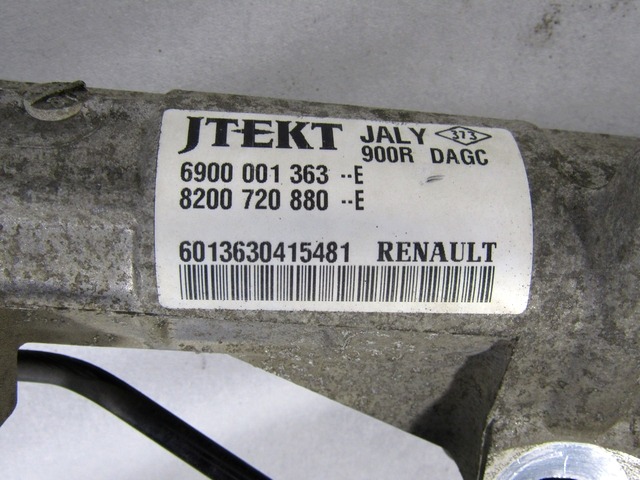 JTEKT JALY 373
900R DAGC
6900 001 363 --E
8200 720 880 --E
6013630415481 RENAULT